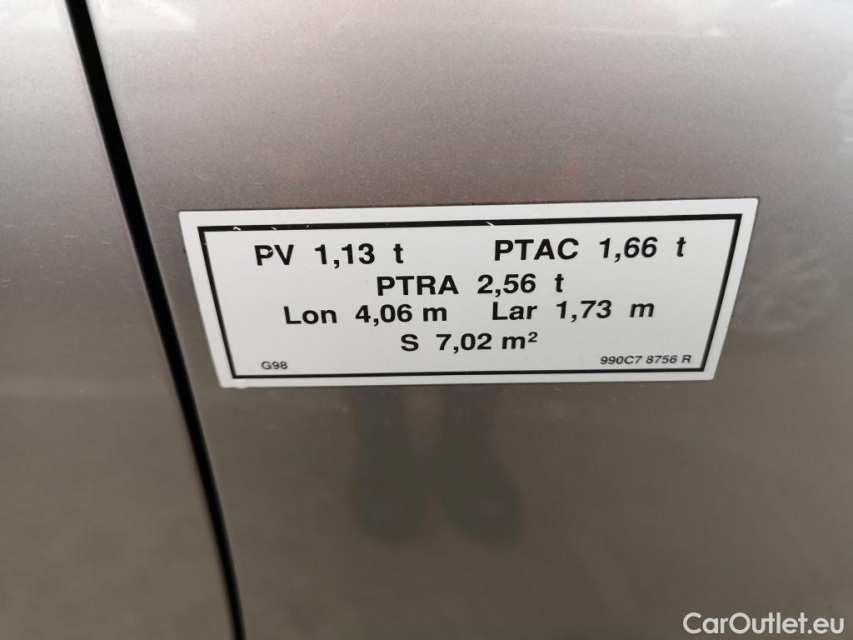 PV 1,13 t PTAC 1,66 t
PTRA 2,56 t
Lon 4,06 m Lar 1,73 m
S 7,02 m²
G98 990C7 8756 R
CarOutlet.eu